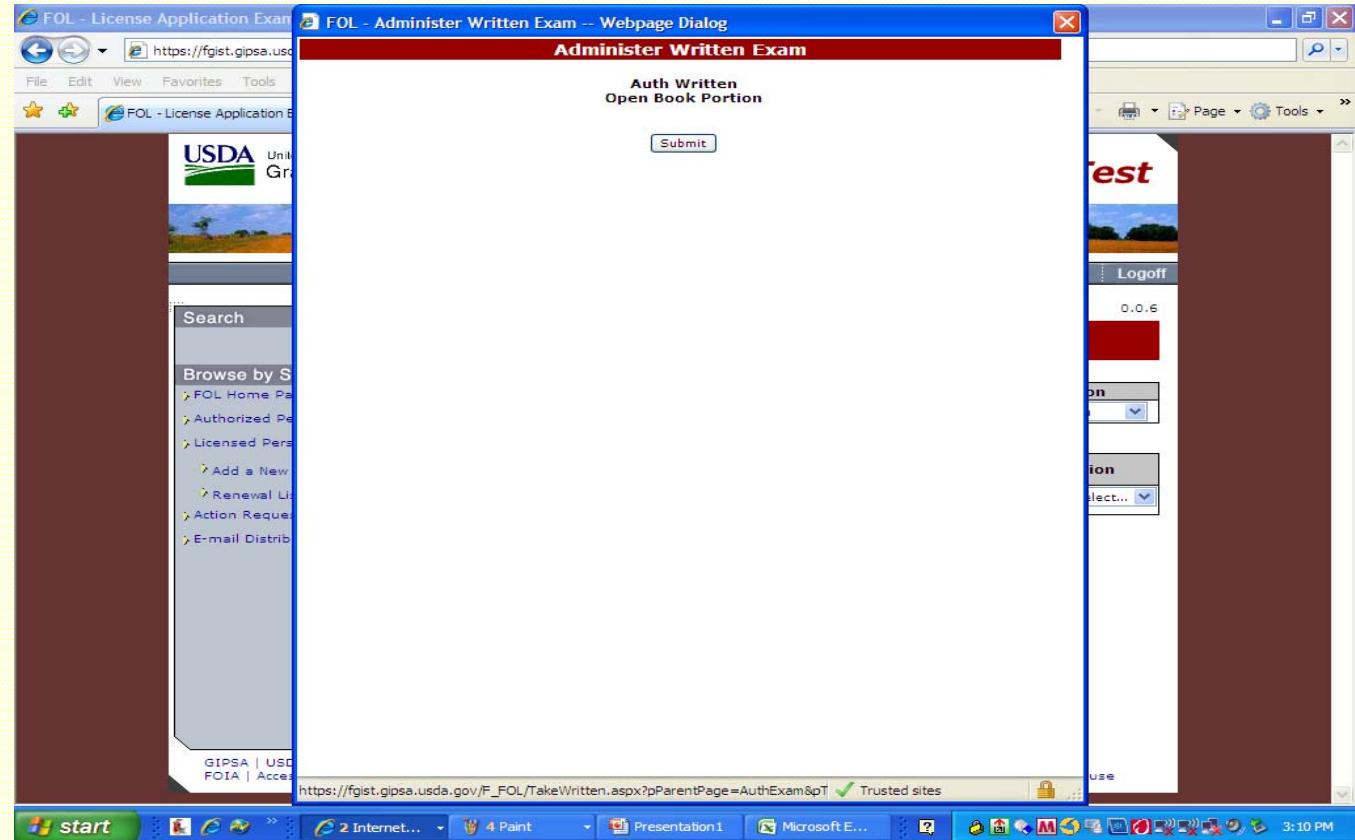 FOL - License Application Exam
FOL - Administer Written Exam -- Webpage Dialog
https://fgist.gipsa.usd
Administer Written Exam
File Edit View Favorites Tools
Auth Written
Open Book Portion
FOL - License Application E
Page
Tools
Submit
USDA
est
Logoff
0.0.6
Search
Browse by S
FOL Home Pa
on
Authorized Pe
Licensed Pers
Add a New
ion
Renewal Li
elect...
Action Reque
E-mail Distrib
GIPSA | USD
FOIA | Acce
use
https://fgist.gipsa.usda.gov/F_FOL/TakeWritten.aspx?pParentPage=AuthExam&pT
Trusted sites
start
2 Internet...
4 Paint
Presentation1
Microsoft E...
3:10 PM